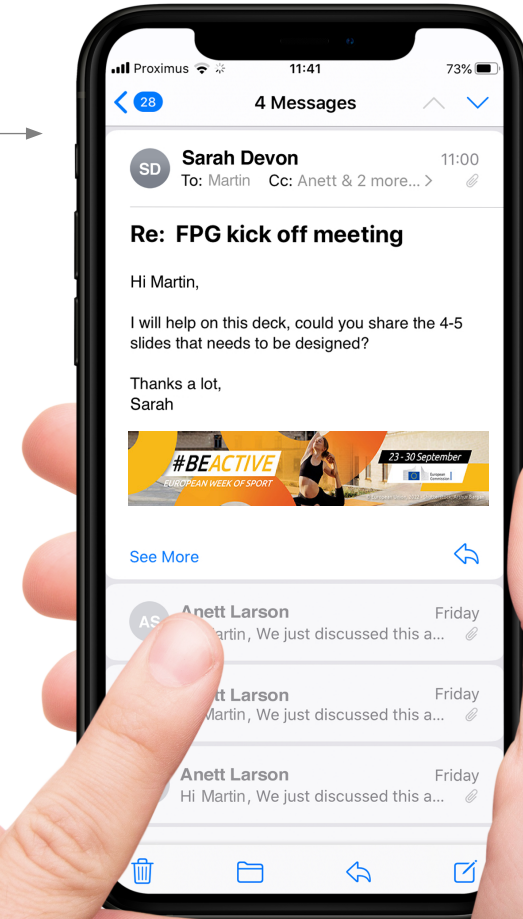 Proximus 11:41 73%
28 4 Messages
SD Sarah Devon 11:00
To: Martin Cc: Anett & 2 more... >
Re: FPG kick off meeting
Hi Martin,
I will help on this deck, could you share the 4-5
slides that needs to be designed?
Thanks a lot,
Sarah
#BEACTIVE
EUROPEAN WEEK OF SPORT
23 - 30 September
European
Commission
See More
AS Anett Larson Friday
artin, We just discussed this a...
tt Larson Friday
Martin, We just discussed this a...
Anett Larson Friday
Hi Martin, We just discussed this a...